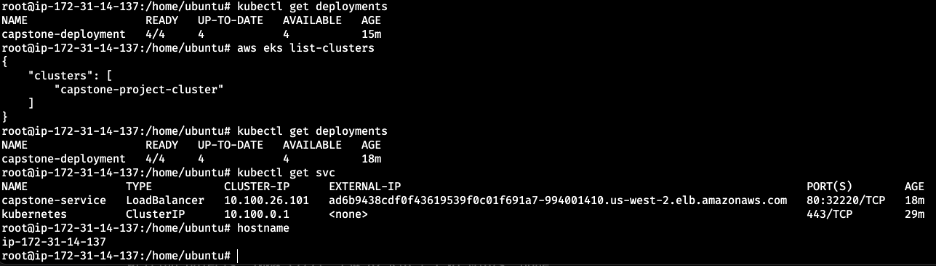 root@ip-172-31-14-137:/home/ubuntu# kubectl get deployments
NAME READY UP-TO-DATE AVAILABLE AGE
capstone-deployment 4/4 4 4 15m
root@ip-172-31-14-137:/home/ubuntu# aws eks list-clusters
{
"clusters": [
"capstone-project-cluster"
]
}
root@ip-172-31-14-137:/home/ubuntu# kubectl get deployments
NAME READY UP-TO-DATE AVAILABLE AGE
capstone-deployment 4/4 4 4 18m
root@ip-172-31-14-137:/home/ubuntu# kubectl get svc
NAME TYPE CLUSTER-IP EXTERNAL-IP PORT(S) AGE
capstone-service LoadBalancer 10.100.26.101 ad6b9438cdf0f43619539f0c01f691a7-994001410.us-west-2.elb.amazonaws.com 80:32220/TCP 18m
kubernetes ClusterIP 10.100.0.1 <none> 443/TCP 29m
root@ip-172-31-14-137:/home/ubuntu# hostname
ip-172-31-14-137
root@ip-172-31-14-137:/home/ubuntu#